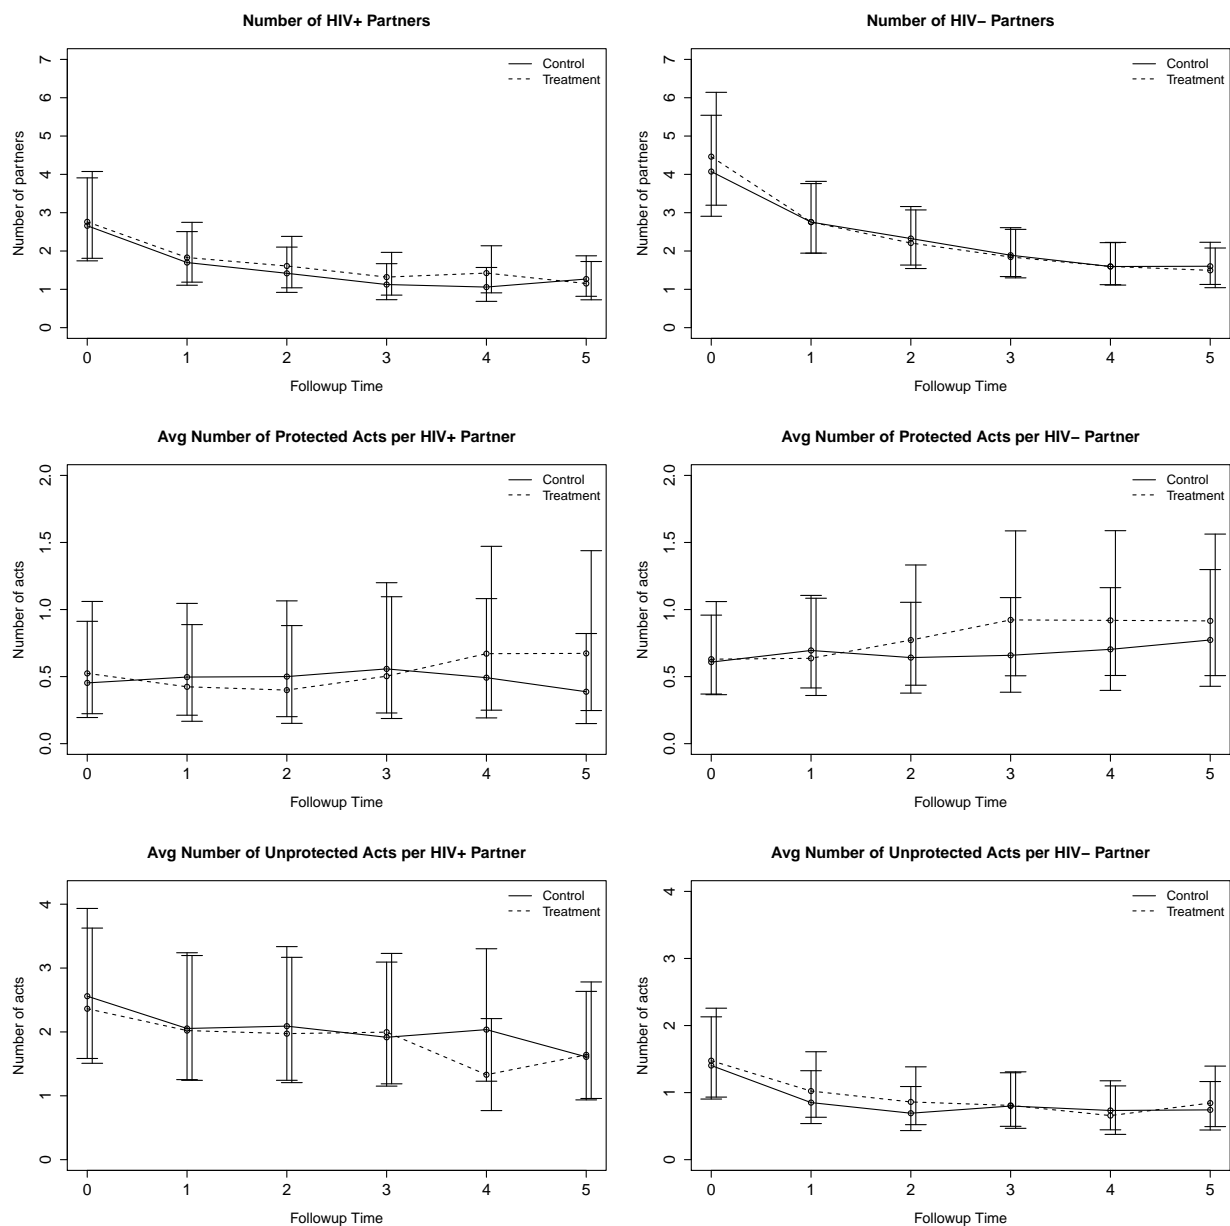 Number of HIV+ Partners
Number of partners
7
6
5
4
3
2
1
0
Control
Treatment
0 1 2 3 4 5
Followup Time
Number of HIV− Partners
Number of partners
7
6
5
4
3
2
1
0
Control
Treatment
0 1 2 3 4 5
Followup Time
Avg Number of Protected Acts per HIV+ Partner
Number of acts
2.0
1.5
1.0
0.5
0.0
Control
Treatment
0 1 2 3 4 5
Followup Time
Avg Number of Protected Acts per HIV− Partner
Number of acts
2.0
1.5
1.0
0.5
0.0
Control
Treatment
0 1 2 3 4 5
Followup Time
Avg Number of Unprotected Acts per HIV+ Partner
Number of acts
4
3
2
1
0
Control
Treatment
0 1 2 3 4 5
Followup Time
Avg Number of Unprotected Acts per HIV− Partner
Number of acts
4
3
2
1
0
Control
Treatment
0 1 2 3 4 5
Followup Time